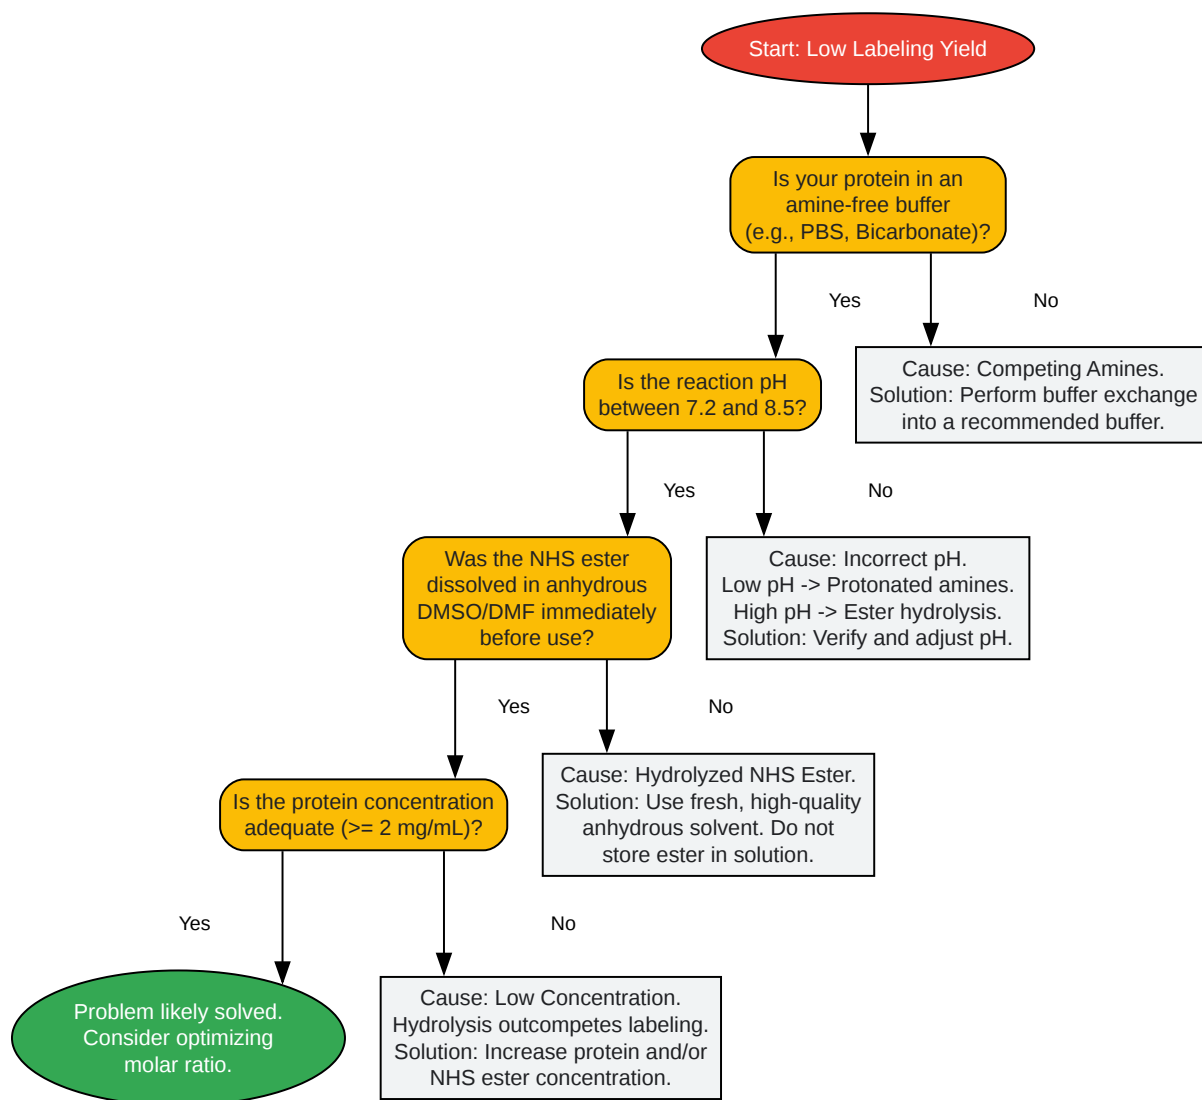 Start: Low Labeling Yield
Is your protein in an
amine-free buffer
(e.g., PBS, Bicarbonate)?
Yes
No
Is the reaction pH
between 7.2 and 8.5?
Cause: Competing Amines.
Solution: Perform buffer exchange
into a recommended buffer.
Yes
No
Was the NHS ester
dissolved in anhydrous
DMSO/DMF immediately
before use?
Cause: Incorrect pH.
Low pH -> Protonated amines.
High pH -> Ester hydrolysis.
Solution: Verify and adjust pH.
Yes
No
Is the protein concentration
adequate (>= 2 mg/mL)?
Cause: Hydrolyzed NHS Ester.
Solution: Use fresh, high-quality
anhydrous solvent. Do not
store ester in solution.
Yes
No
Problem likely solved.
Consider optimizing
molar ratio.
Cause: Low Concentration.
Hydrolysis outcompetes labeling.
Solution: Increase protein and/or
NHS ester concentration.